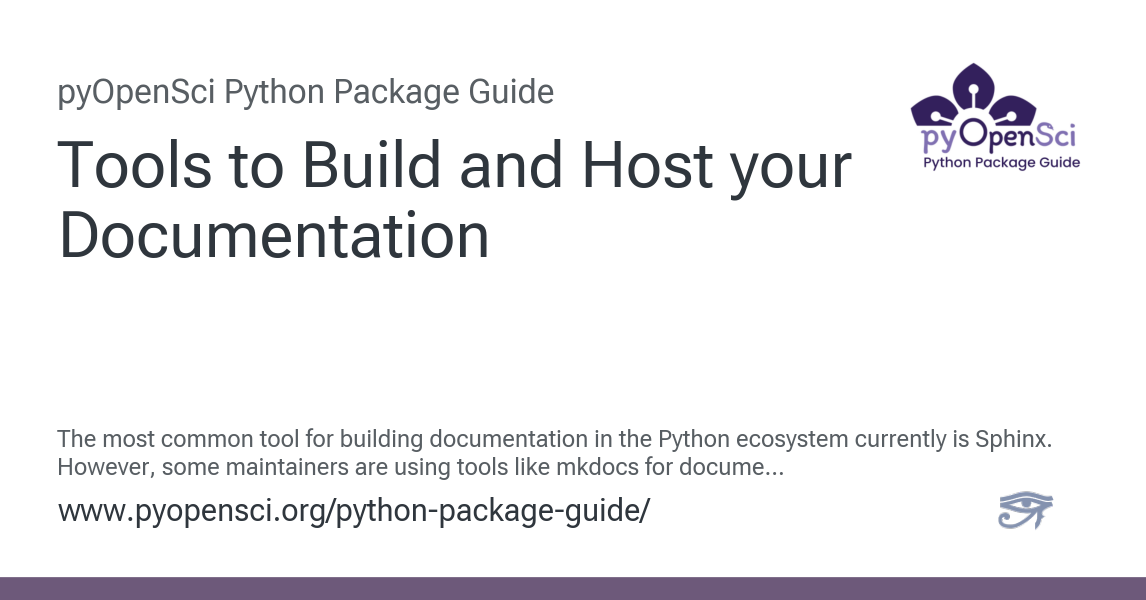 pyOpenSci Python Package Guide
Tools to Build and Host your
Documentation
pyOpenSci
Python Package Guide
The most common tool for building documentation in the Python ecosystem currently is Sphinx.
However, some maintainers are using tools like mkdocs for docume...
www.pyopensci.org/python-package-guide/